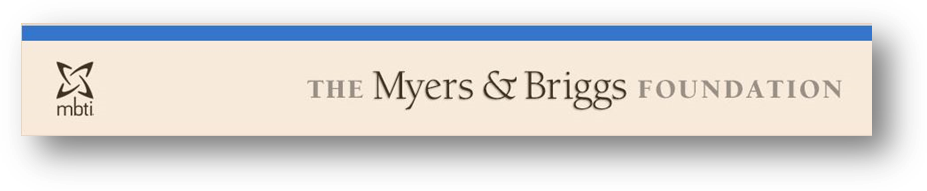 mbti
THE Myers & Briggs FOUNDATION